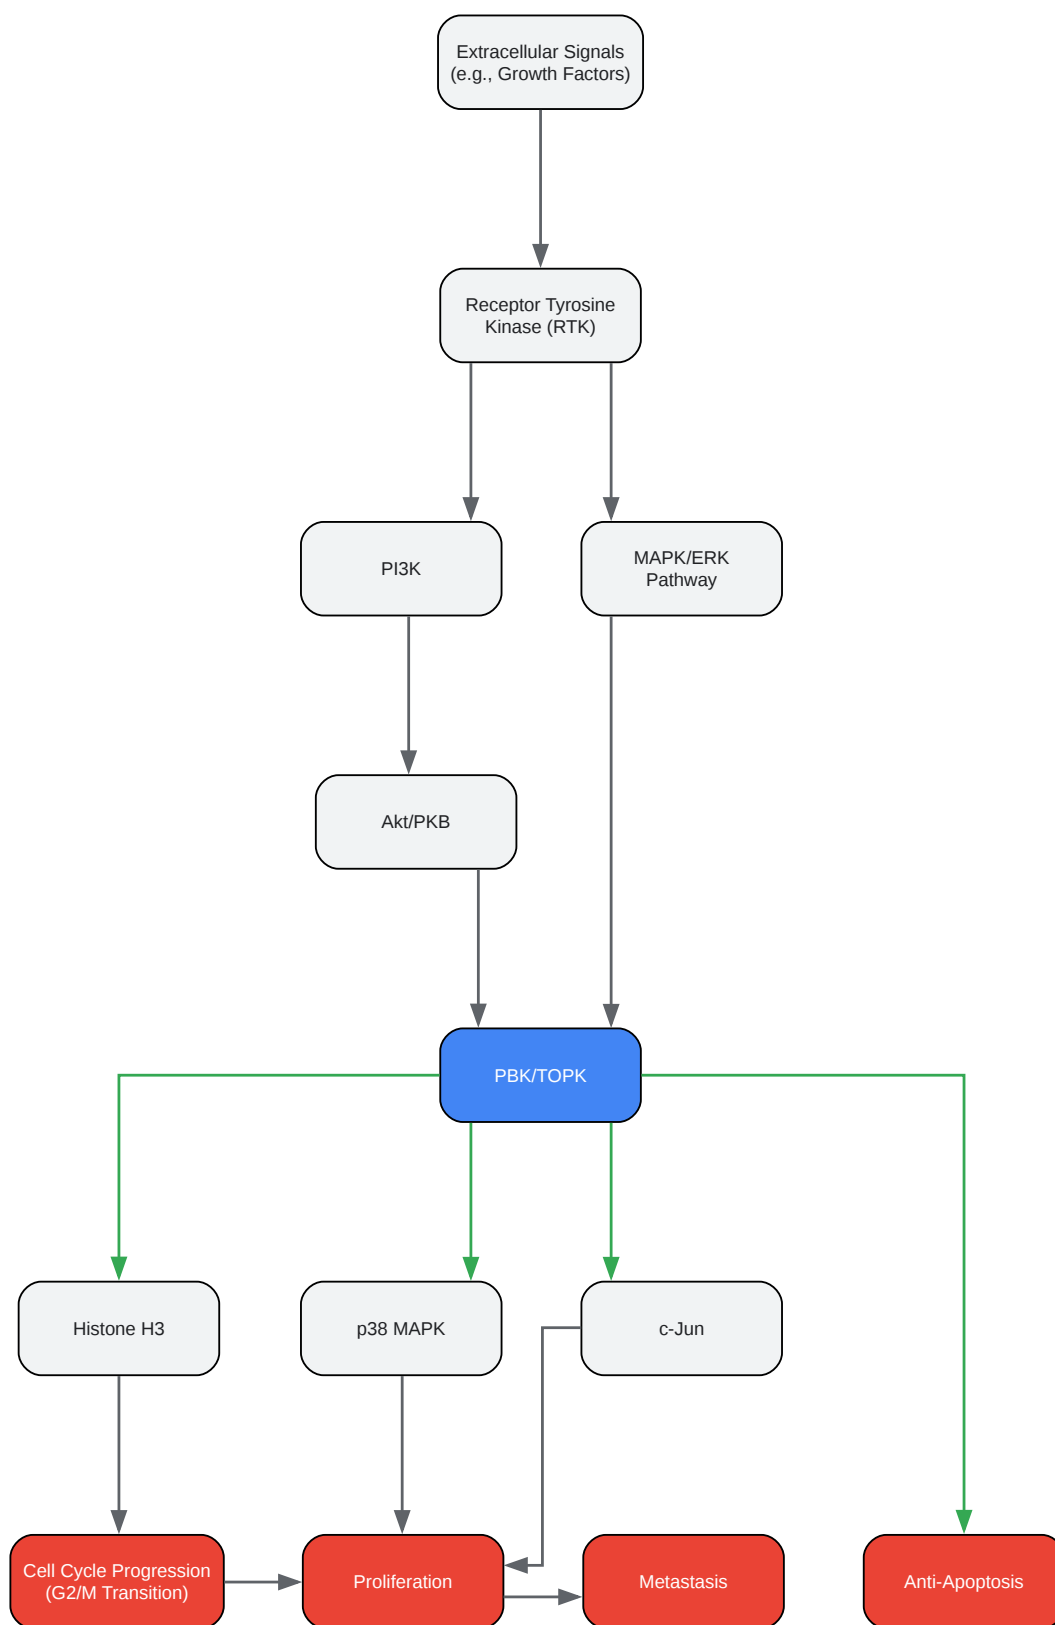 Extracellular Signals
(e.g., Growth Factors)
Receptor Tyrosine
Kinase (RTK)
PI3K
MAPK/ERK
Pathway
Akt/PKB
PBK/TOPK
Histone H3
p38 MAPK
c-Jun
Cell Cycle Progression
(G2/M Transition)
Proliferation
Metastasis
Anti-Apoptosis